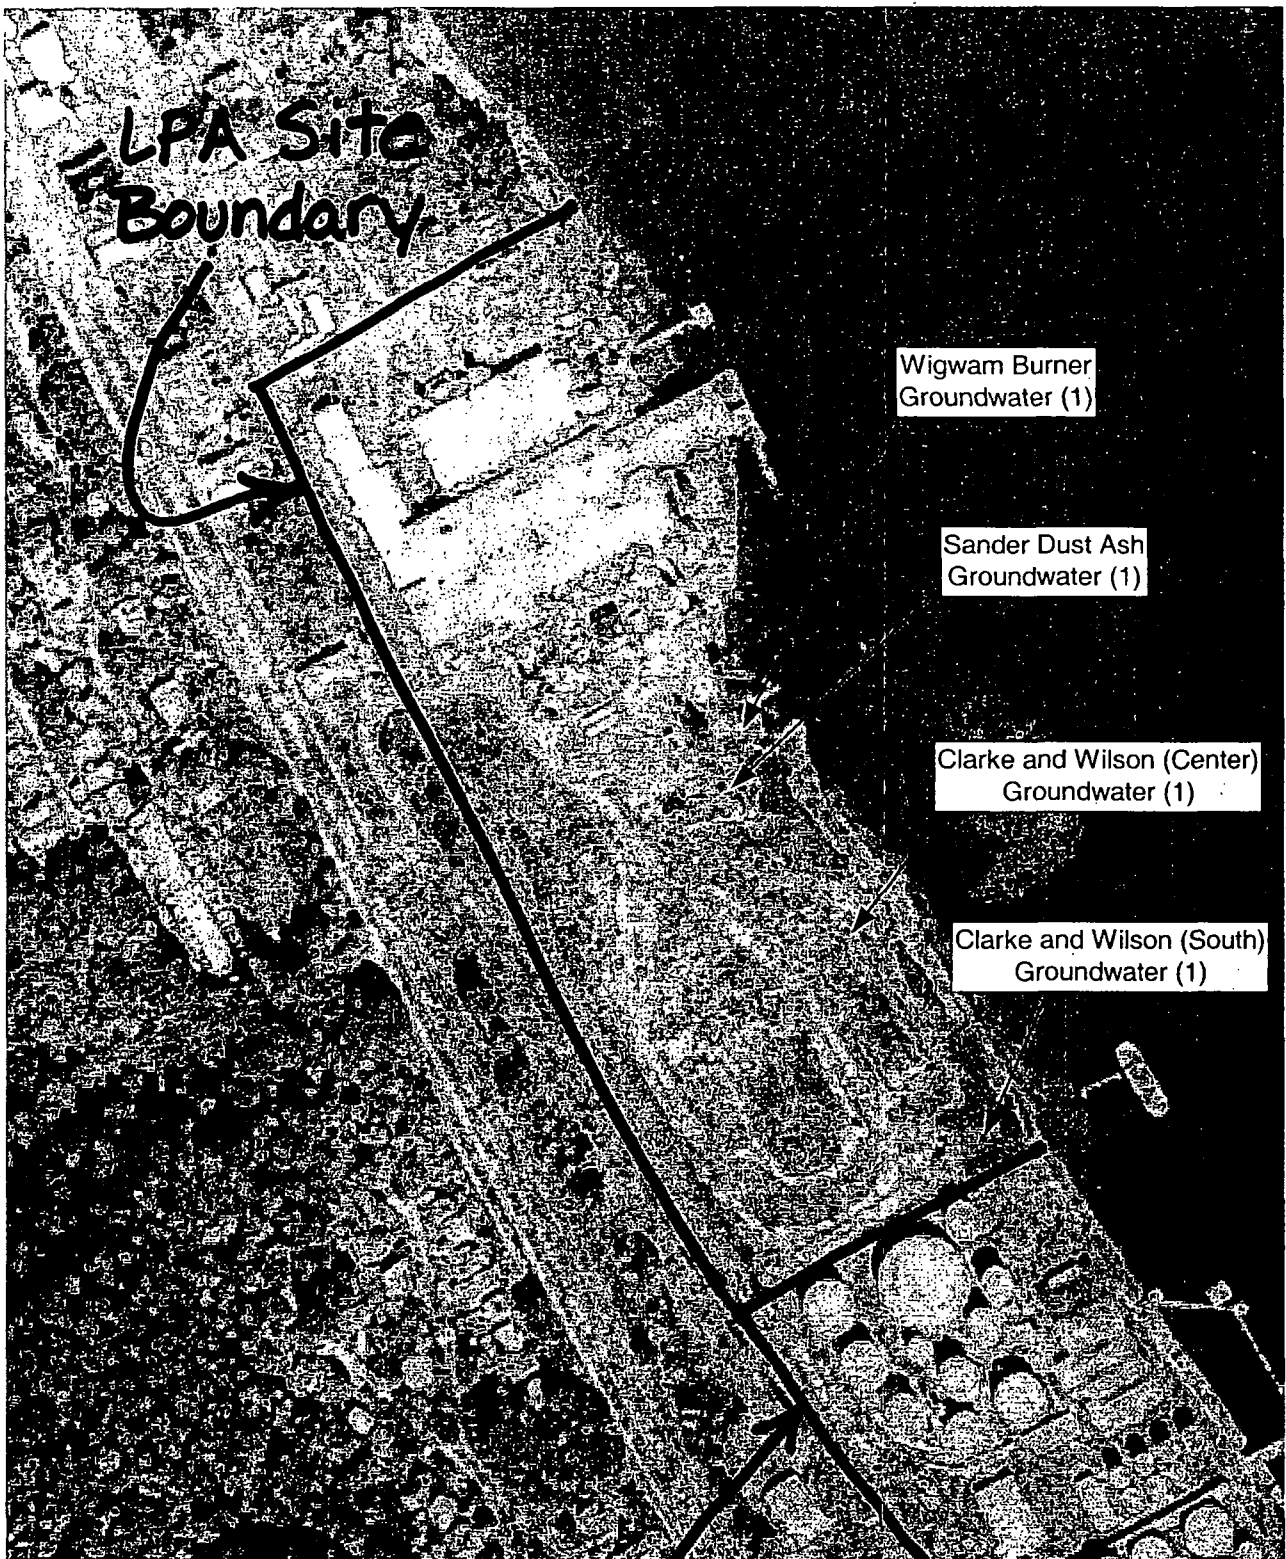 LPA Site
Boundary
Wigwam Burner
Groundwater (1)
Sander Dust Ash
Groundwater (1)
Clarke and Wilson (Center)
Groundwater (1)
Clarke and Wilson (South)
Groundwater (1)